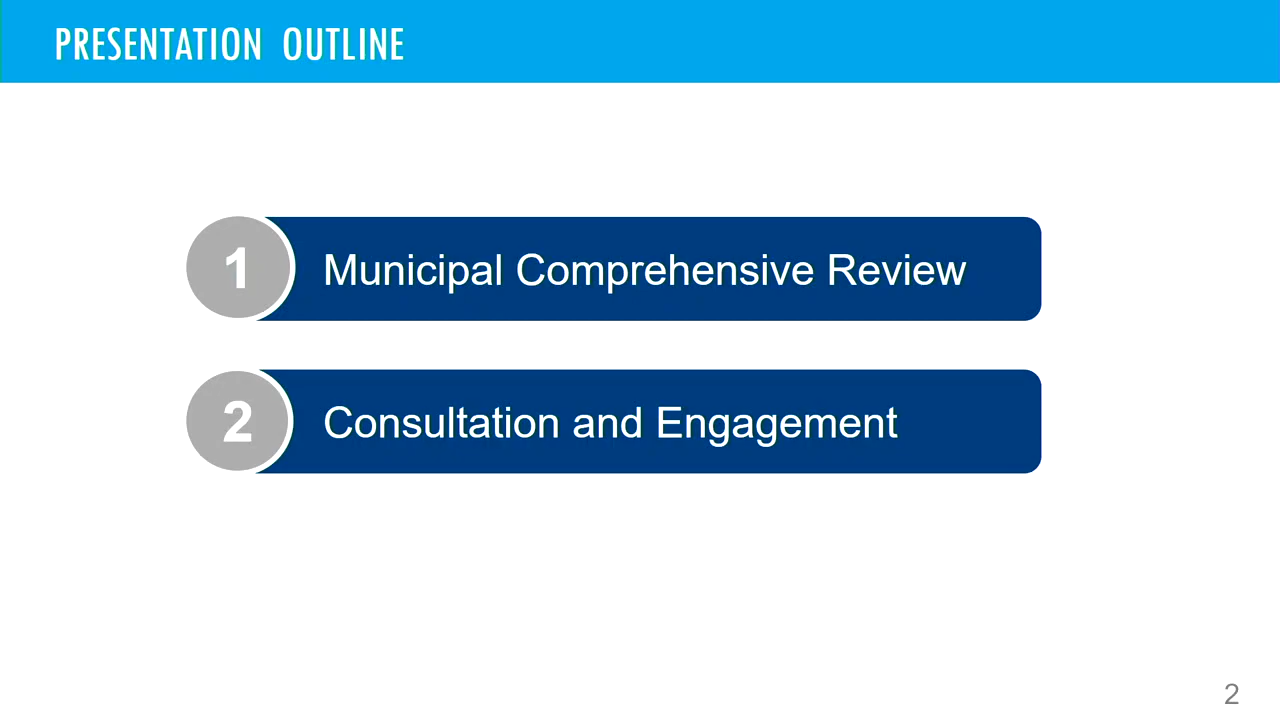 PRESENTATION OUTLINE
1
Municipal Comprehensive Review
2
Consultation and Engagement
2